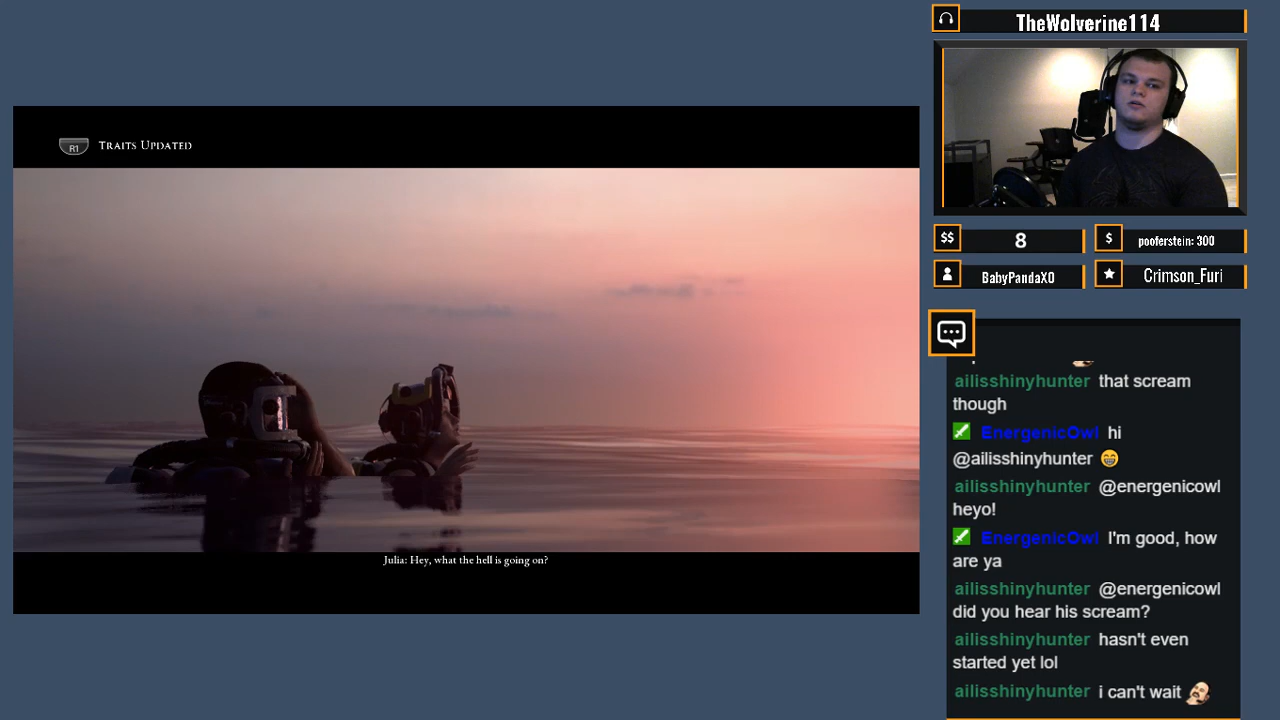 TheWolverine114
R1 Traits Updated
$$ 8
$ pooferstein: 300
BabyPandaXO
Crimson_Furi
ailisshinyhunter that scream
though
EnergenicOwl hi
@ailisshinyhunter
ailisshinyhunter @energenicowl
heyo!
EnergenicOwl I'm good, how
are ya
ailisshinyhunter @energenicowl
did you hear his scream?
ailisshinyhunter hasn't even
started yet lol
ailisshinyhunter i can't wait
Julia: Hey, what the hell is going on?